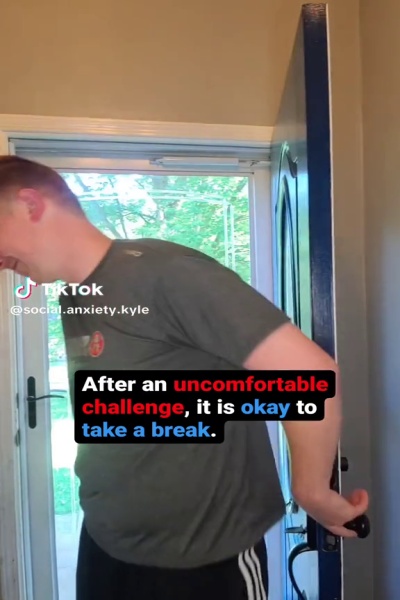 TikTok
@social.anxiety.kyle
After an uncomfortable
challenge, it is okay to
take a break.